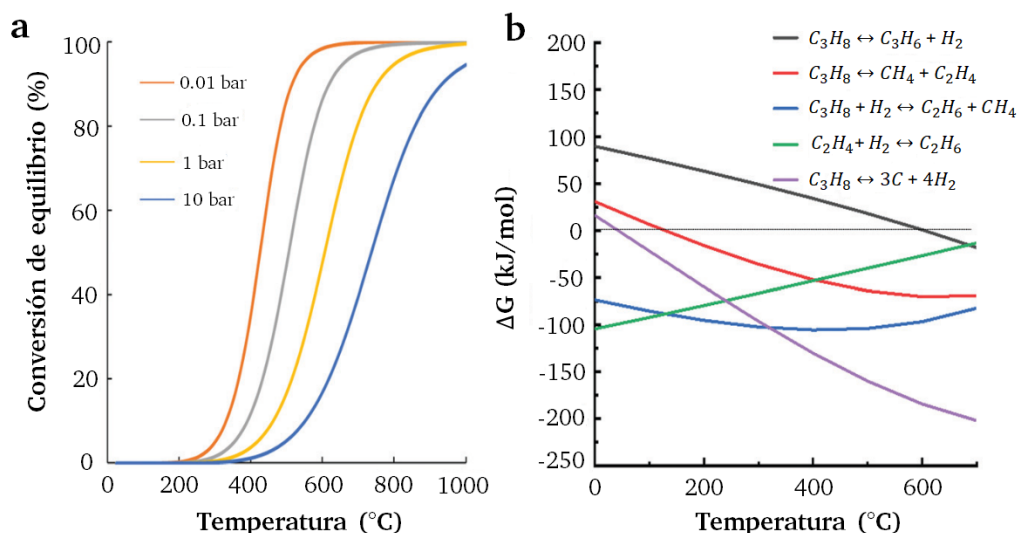 a
Conversión de equilibrio (%)
100
80
60
40
20
0
0.01 bar
0.1 bar
1 bar
10 bar
0 200 400 600 800 1000
Temperatura (°C)
b
ΔG (kJ/mol)
200
150
100
50
0
-50
-100
-150
-200
-250
C₃H₈ ↔ C₃H₆ + H₂
C₃H₈ ↔ CH₄ + C₂H₄
C₃H₈ + H₂ ↔ C₂H₆ + CH₄
C₂H₄ + H₂ ↔ C₂H₆
C₃H₈ ↔ 3C + 4H₂
0 200 400 600
Temperatura (°C)